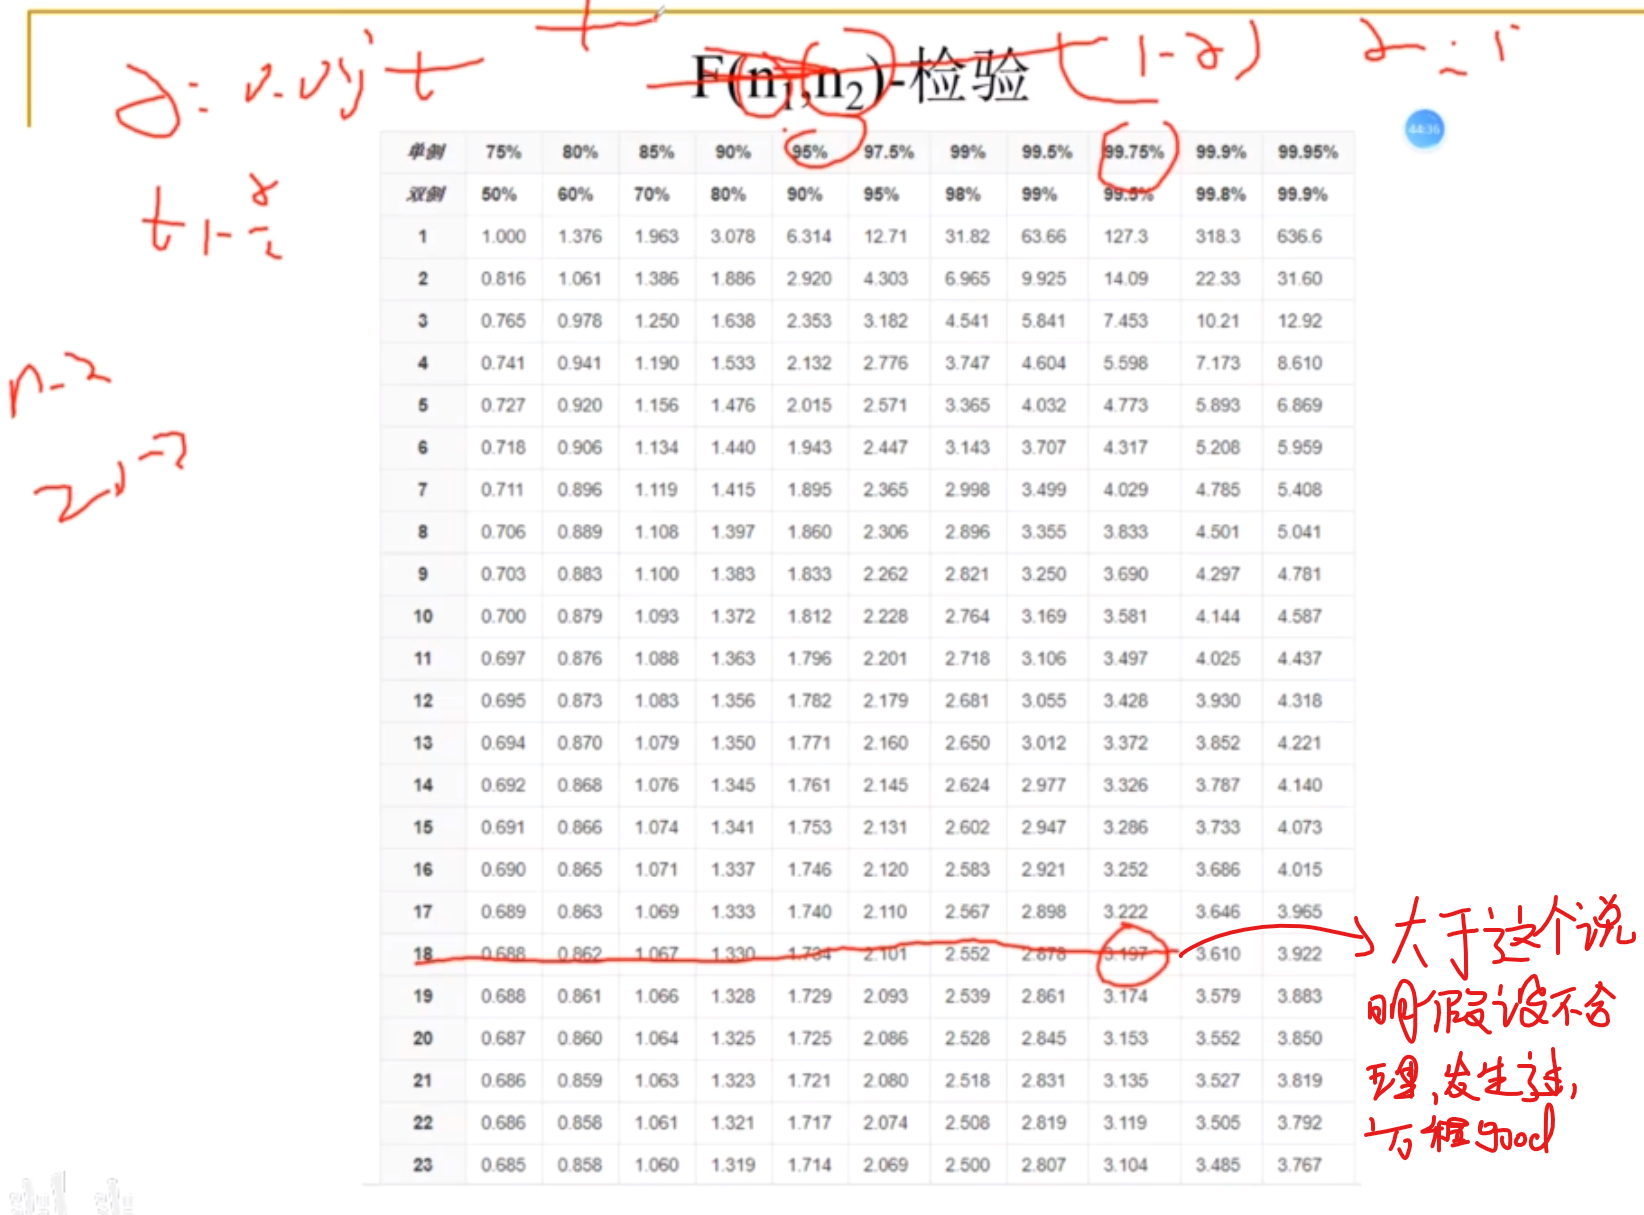 F(n₁,n₂)-检验
t
(1-α)
44:36
t 1-α/2
n-2
单侧 75% 80% 85% 90% 95% 97.5% 99% 99.5% 99.75% 99.9% 99.95%
双侧 50% 60% 70% 80% 90% 95% 98% 99% 99.5% 99.8% 99.9%
1 1.000 1.376 1.963 3.078 6.314 12.71 31.82 63.66 127.3 318.3 636.6
2 0.816 1.061 1.386 1.886 2.920 4.303 6.965 9.925 14.09 22.33 31.60
3 0.765 0.978 1.250 1.638 2.353 3.182 4.541 5.841 7.453 10.21 12.92
4 0.741 0.941 1.190 1.533 2.132 2.776 3.747 4.604 5.598 7.173 8.610
5 0.727 0.920 1.156 1.476 2.015 2.571 3.365 4.032 4.773 5.893 6.869
6 0.718 0.906 1.134 1.440 1.943 2.447 3.143 3.707 4.317 5.208 5.959
7 0.711 0.896 1.119 1.415 1.895 2.365 2.998 3.499 4.029 4.785 5.408
8 0.706 0.889 1.108 1.397 1.860 2.306 2.896 3.355 3.833 4.501 5.041
9 0.703 0.883 1.100 1.383 1.833 2.262 2.821 3.250 3.690 4.297 4.781
10 0.700 0.879 1.093 1.372 1.812 2.228 2.764 3.169 3.581 4.144 4.587
11 0.697 0.876 1.088 1.363 1.796 2.201 2.718 3.106 3.497 4.025 4.437
12 0.695 0.873 1.083 1.356 1.782 2.179 2.681 3.055 3.428 3.930 4.318
13 0.694 0.870 1.079 1.350 1.771 2.160 2.650 3.012 3.372 3.852 4.221
14 0.692 0.868 1.076 1.345 1.761 2.145 2.624 2.977 3.326 3.787 4.140
15 0.691 0.866 1.074 1.341 1.753 2.131 2.602 2.947 3.286 3.733 4.073
16 0.690 0.865 1.071 1.337 1.746 2.120 2.583 2.921 3.252 3.686 4.015
17 0.689 0.863 1.069 1.333 1.740 2.110 2.567 2.898 3.222 3.646 3.965
18 0.688 0.862 1.067 1.330 1.734 2.101 2.552 2.878 3.197 3.610 3.922
19 0.688 0.861 1.066 1.328 1.729 2.093 2.539 2.861 3.174 3.579 3.883
20 0.687 0.860 1.064 1.325 1.725 2.086 2.528 2.845 3.153 3.552 3.850
21 0.686 0.859 1.063 1.323 1.721 2.080 2.518 2.831 3.135 3.527 3.819
22 0.686 0.858 1.061 1.321 1.717 2.074 2.508 2.819 3.119 3.505 3.792
23 0.685 0.858 1.060 1.319 1.714 2.069 2.500 2.807 3.104 3.485 3.767
大于这个说
明假设不合
理,发生了,
方程good